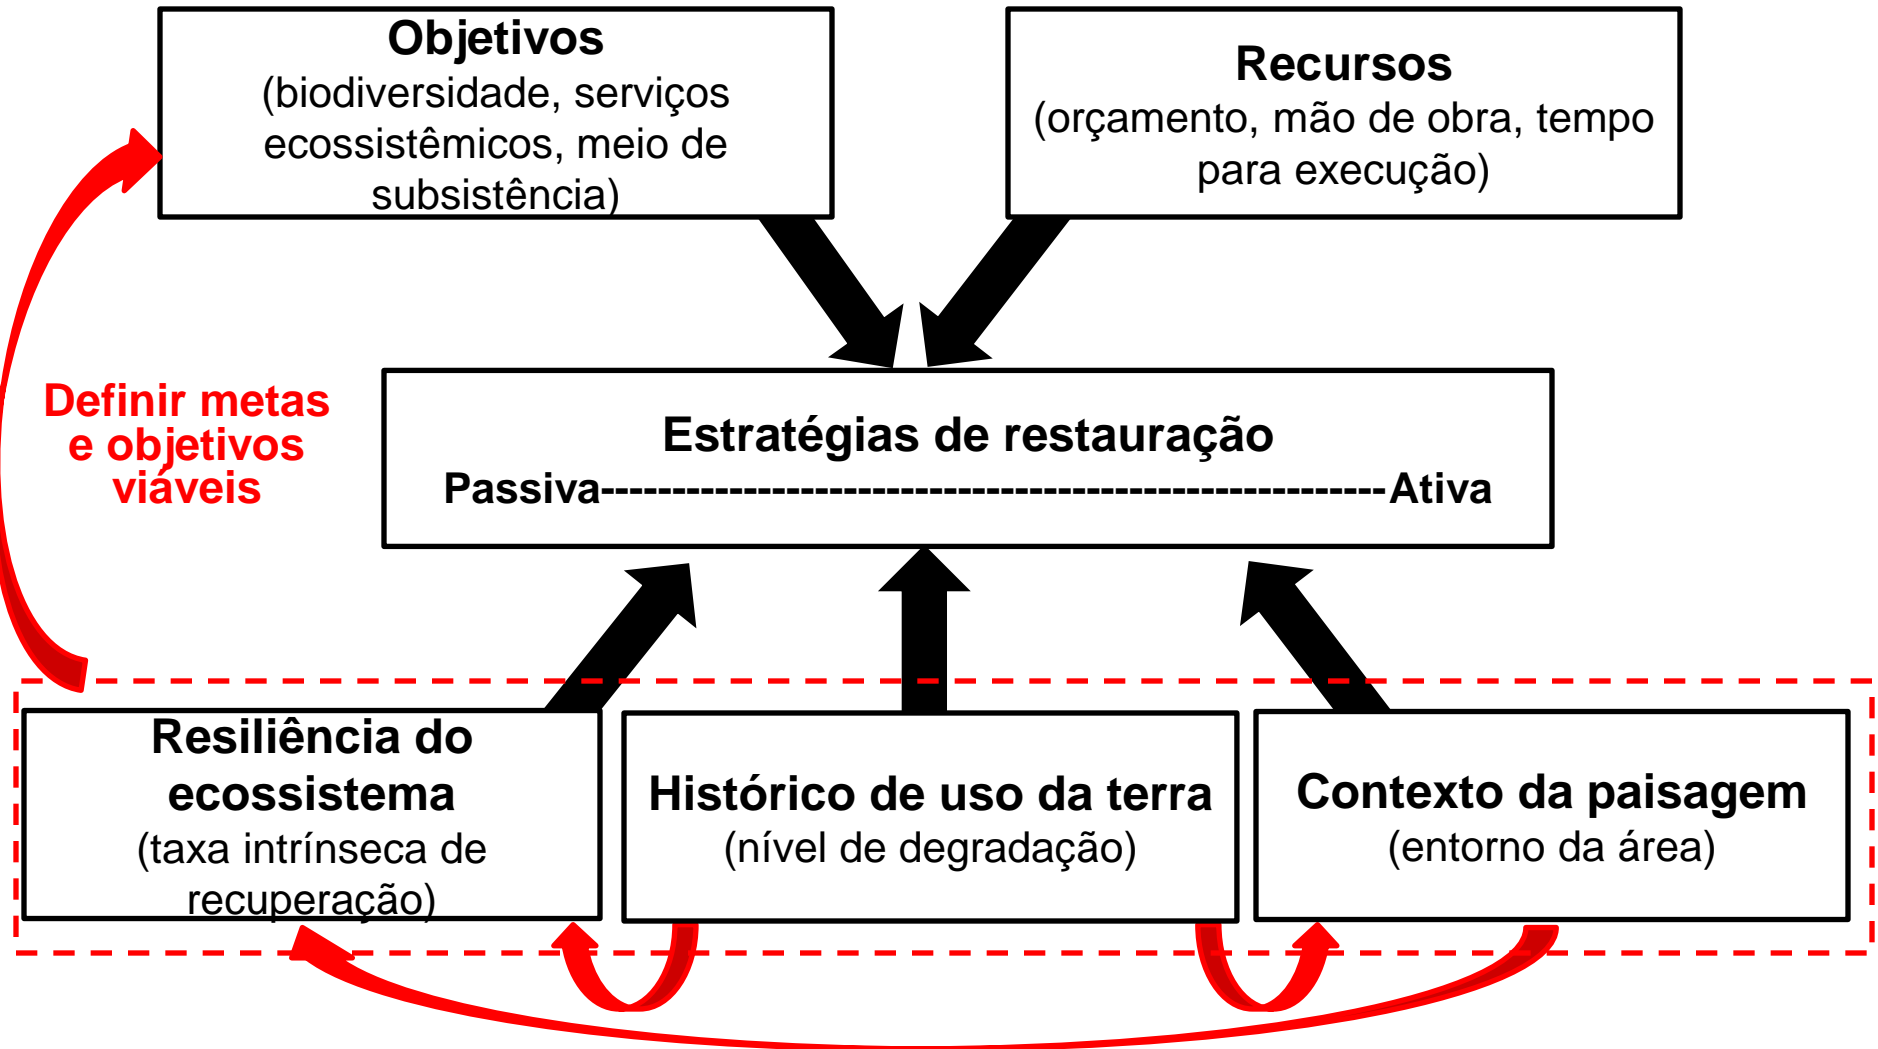 Objetivos
(biodiversidade, serviços
ecossistêmicos, meio de
subsistência)
Recursos
(orçamento, mão de obra, tempo
para execução)
Definir metas
e objetivos
viáveis
Estratégias de restauração
Passiva-------------------------------------------------------Ativa
Resiliência do
ecossistema
(taxa intrínseca de
recuperação)
Histórico de uso da terra
(nível de degradação)
Contexto da paisagem
(entorno da área)